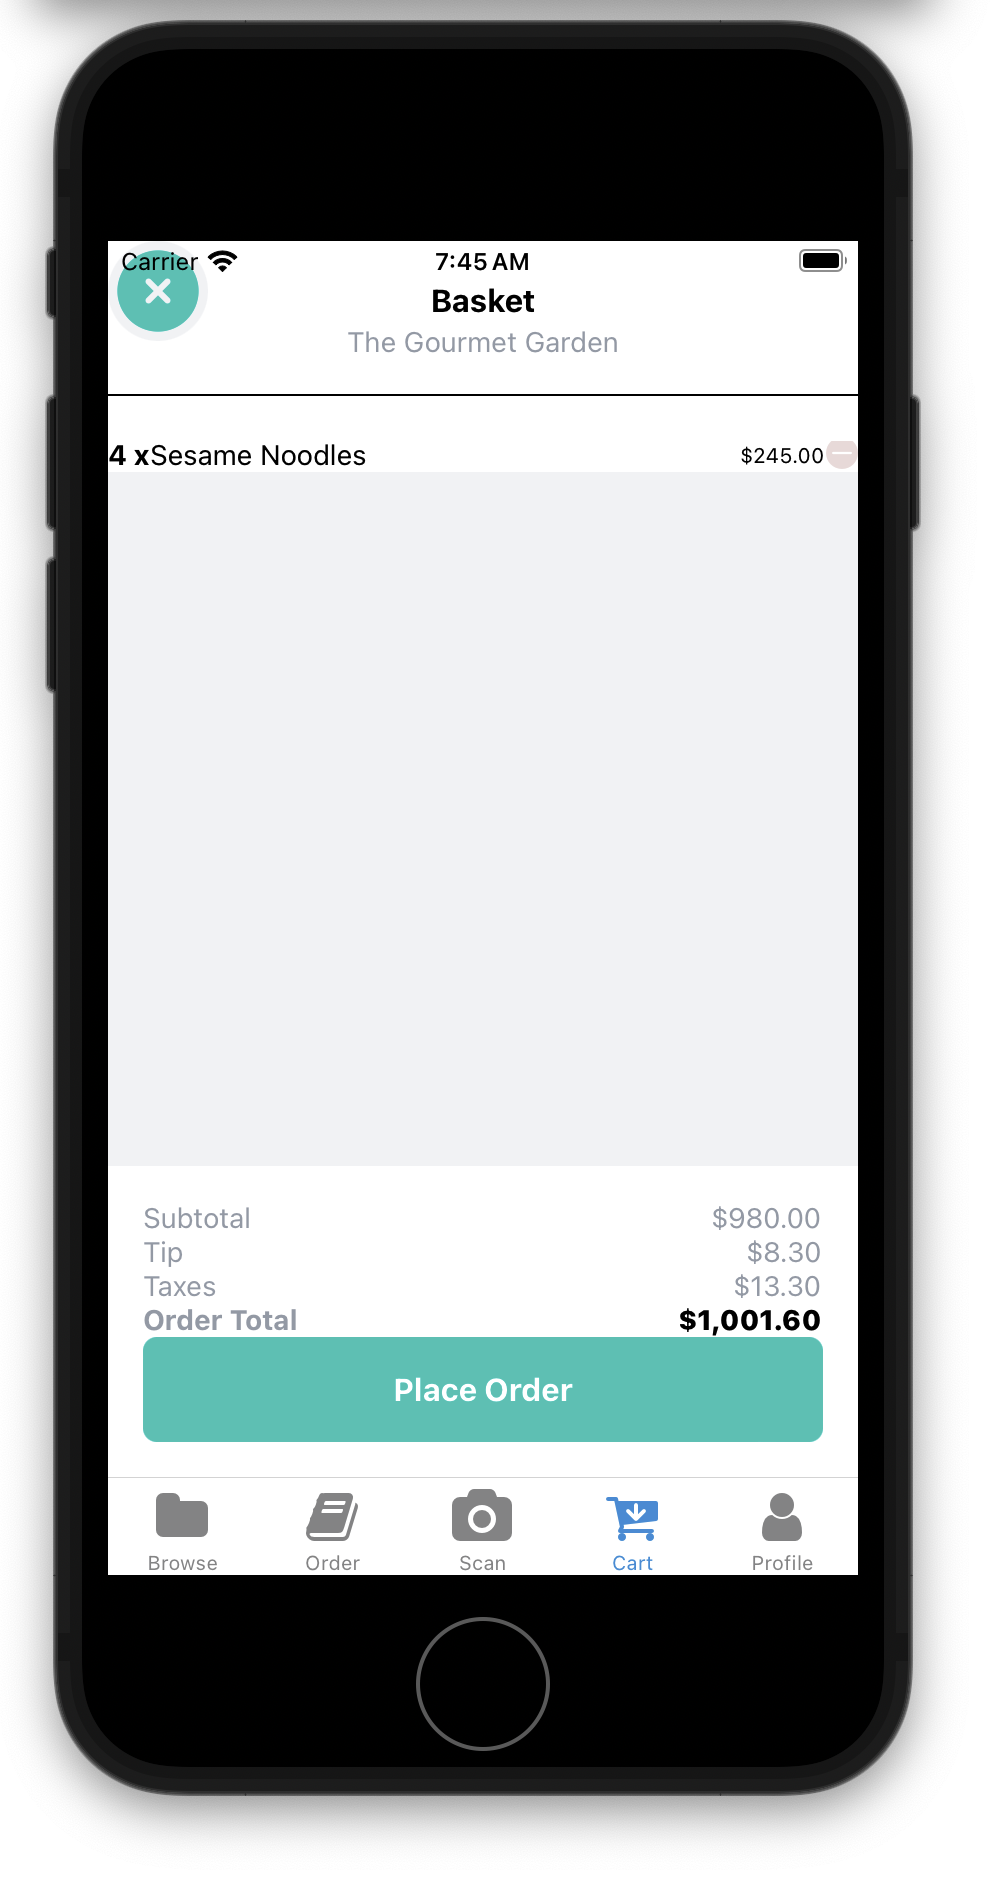 Carrier 7:45 AM
Basket
The Gourmet Garden
4 xSesame Noodles $245.00
Subtotal $980.00
Tip $8.30
Taxes $13.30
Order Total $1,001.60
Place Order
Browse Order Scan Cart Profile